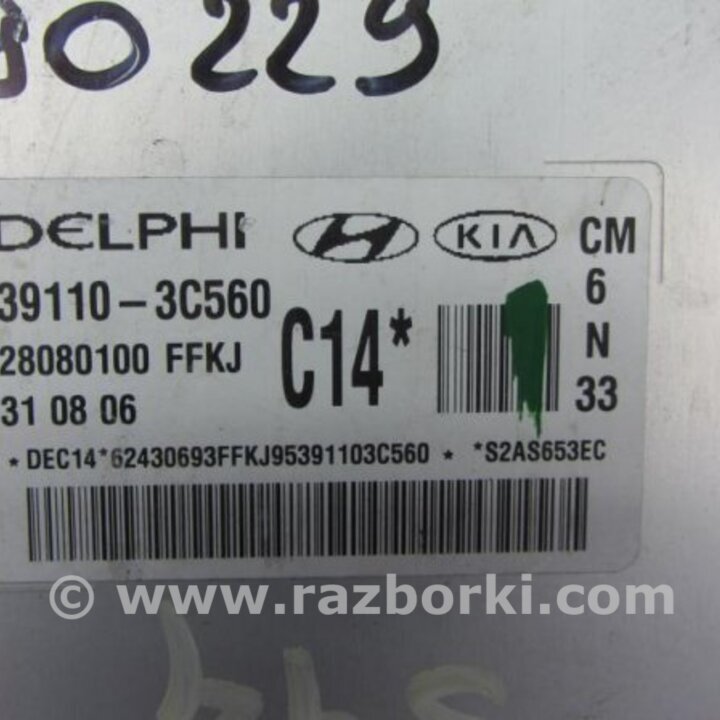 90229
DELPHI KIA CM
39110-3C560 6
28080100 FFKJ C14* N
31 08 06 33
* DEC14*62430693FFKJ95391103C560 * *S2AS653EC
© www.razborki.com